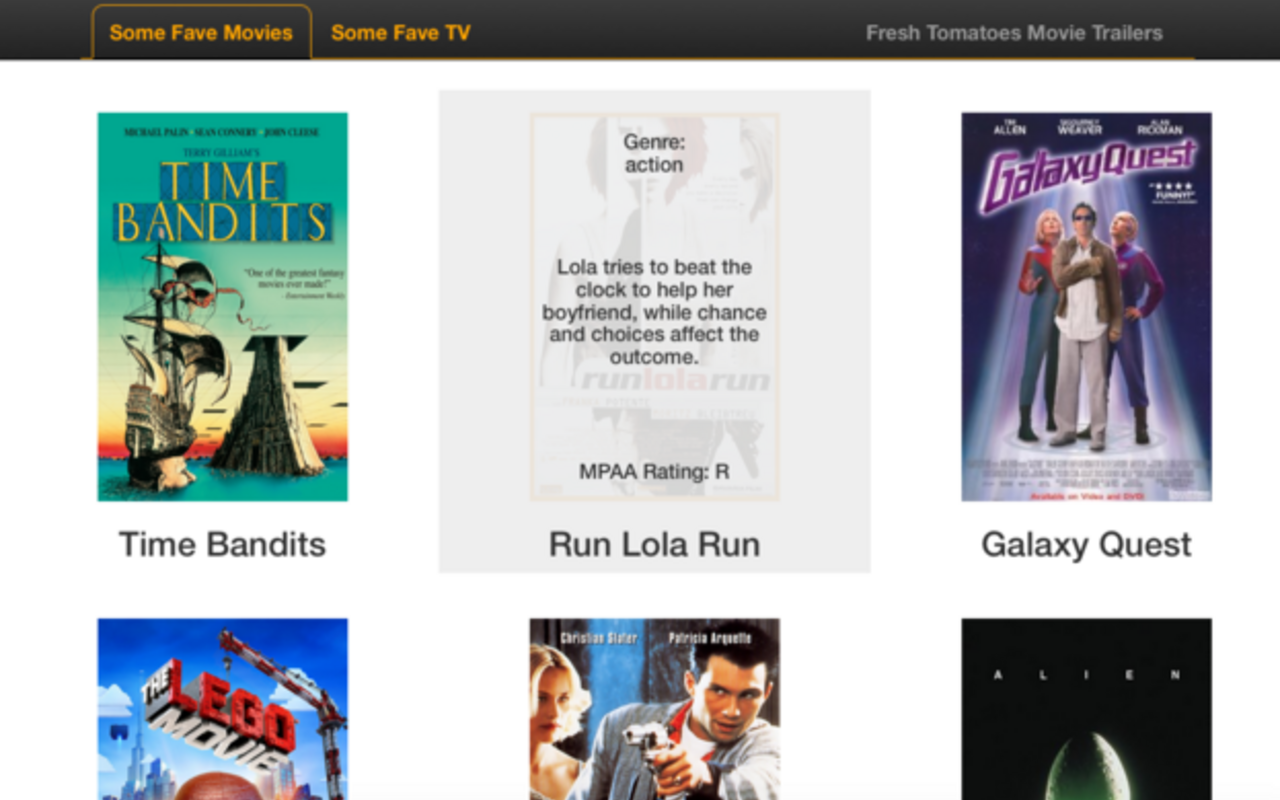 Some Fave Movies
Some Fave TV
Fresh Tomatoes Movie Trailers
MICHAEL PALIN · SEAN CONNERY · JOHN CLEESE
TERRY GILLIAM'S
TIME
BANDITS
"One of the greatest fantasy
movies ever made!"
- Entertainment Weekly
Time Bandits
Genre:
action
Lola tries to beat the
clock to help her
boyfriend, while chance
and choices affect the
outcome.
runlolarun
MPAA Rating: R
Run Lola Run
TIM ALLEN
SIGOURNEY WEAVER
ALAN RICKMAN
GalaxyQuest
FUNNY!"
Available on Video and DVD!
Galaxy Quest
THE
LEGO
MOVIE
Christian Slater
Patricia Arquette
ALIEN